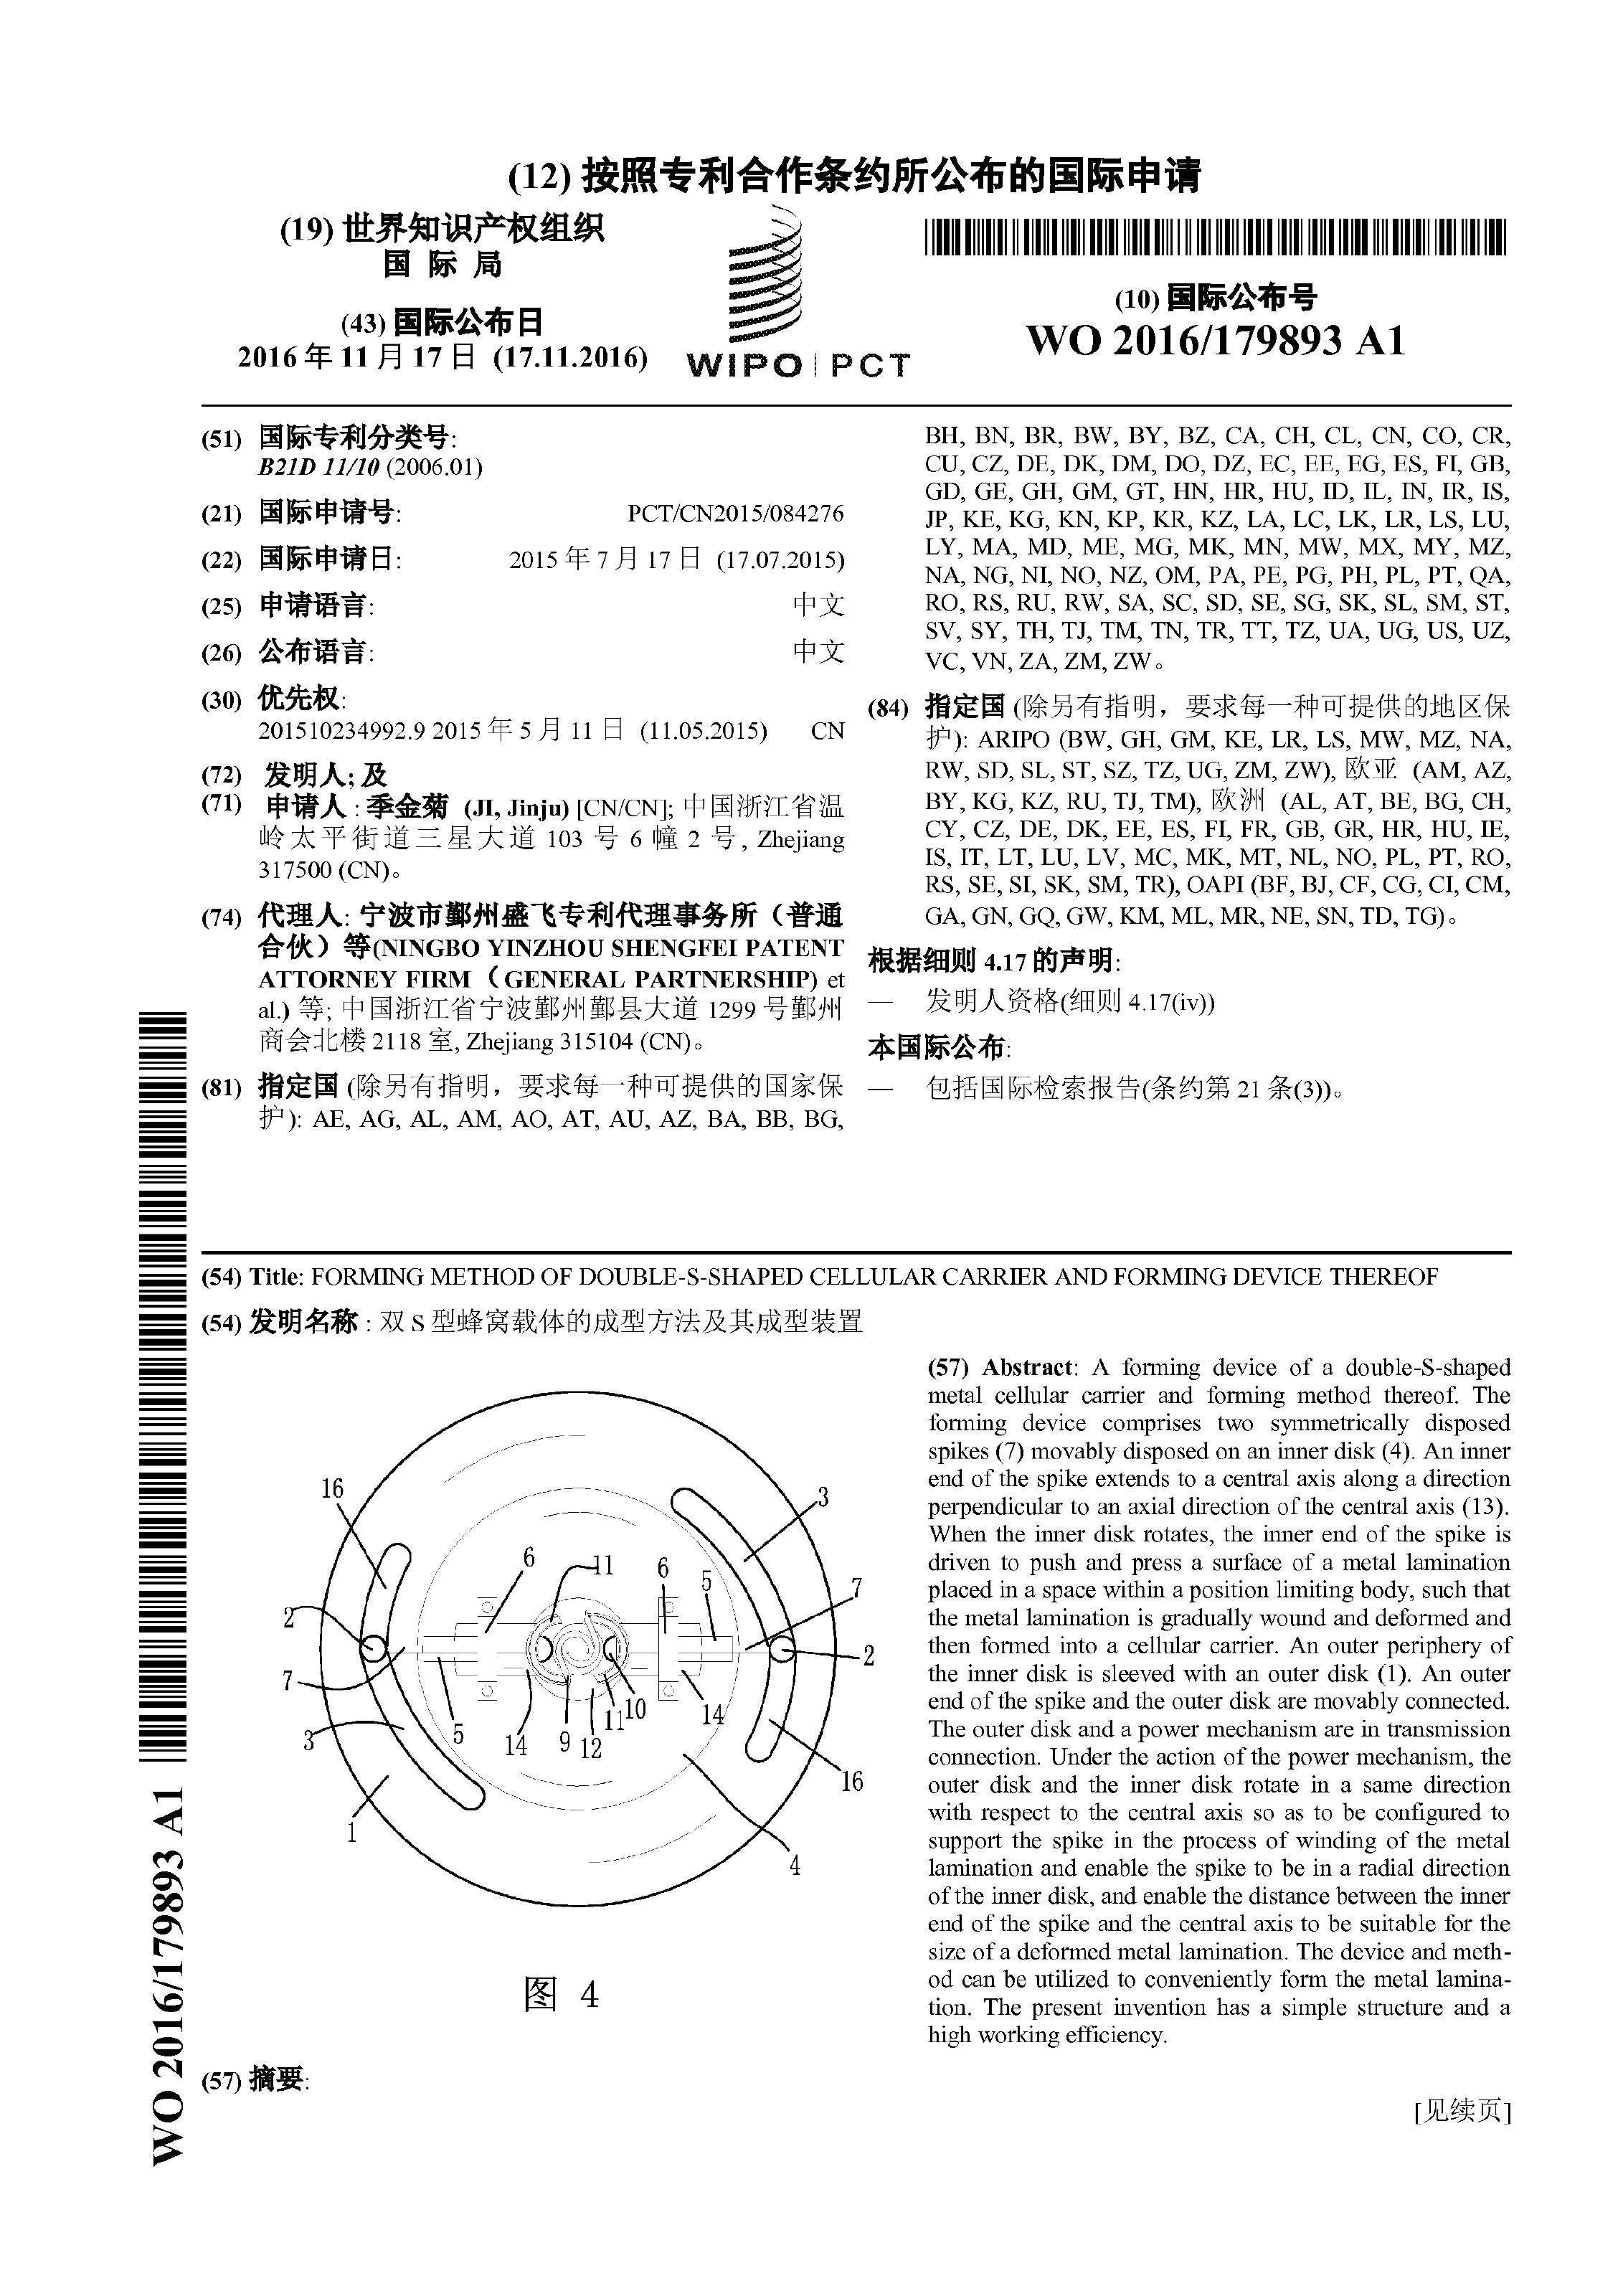 (12) 按照专利合作条约所公布的国际申请
(19) 世界知识产权组织
国 际 局
(43) 国际公布日
2016 年 11 月 17 日 (17.11.2016)
WIPO | PCT
(10) 国际公布号
WO 2016/179893 A1
(51) 国际专利分类号:
B21D 11/10 (2006.01)
(21) 国际申请号: PCT/CN2015/084276
(22) 国际申请日: 2015 年 7 月 17 日 (17.07.2015)
(25) 申请语言: 中文
(26) 公布语言: 中文
(30) 优先权:
201510234992.9 2015 年 5 月 11 日 (11.05.2015) CN
(72) 发明人; 及
(71) 申请人 : 季金菊 (JI, Jinju) [CN/CN]; 中国浙江省温
岭太平街道三星大道 103 号 6 幢 2 号, Zhejiang
317500 (CN)。
(74) 代理人: 宁波市鄞州盛飞专利代理事务所（普通
合伙）等(NINGBO YINZHOU SHENGFEI PATENT
ATTORNEY FIRM（GENERAL PARTNERSHIP) et
al.) 等; 中国浙江省宁波鄞州鄞县大道 1299 号鄞州
商会北楼 2118 室, Zhejiang 315104 (CN)。
(81) 指定国 (除另有指明，要求每一种可提供的国家保
护): AE, AG, AL, AM, AO, AT, AU, AZ, BA, BB, BG,
BH, BN, BR, BW, BY, BZ, CA, CH, CL, CN, CO, CR,
CU, CZ, DE, DK, DM, DO, DZ, EC, EE, EG, ES, FI, GB,
GD, GE, GH, GM, GT, HN, HR, HU, ID, IL, IN, IR, IS,
JP, KE, KG, KN, KP, KR, KZ, LA, LC, LK, LR, LS, LU,
LY, MA, MD, ME, MG, MK, MN, MW, MX, MY, MZ,
NA, NG, NI, NO, NZ, OM, PA, PE, PG, PH, PL, PT, QA,
RO, RS, RU, RW, SA, SC, SD, SE, SG, SK, SL, SM, ST,
SV, SY, TH, TJ, TM, TN, TR, TT, TZ, UA, UG, US, UZ,
VC, VN, ZA, ZM, ZW。
(84) 指定国 (除另有指明，要求每一种可提供的地区保
护): ARIPO (BW, GH, GM, KE, LR, LS, MW, MZ, NA,
RW, SD, SL, ST, SZ, TZ, UG, ZM, ZW), 欧亚 (AM, AZ,
BY, KG, KZ, RU, TJ, TM), 欧洲 (AL, AT, BE, BG, CH,
CY, CZ, DE, DK, EE, ES, FI, FR, GB, GR, HR, HU, IE,
IS, IT, LT, LU, LV, MC, MK, MT, NL, NO, PL, PT, RO,
RS, SE, SI, SK, SM, TR), OAPI (BF, BJ, CF, CG, CI, CM,
GA, GN, GQ, GW, KM, ML, MR, NE, SN, TD, TG)。
根据细则 4.17 的声明:
— 发明人资格(细则 4.17(iv))
本国际公布:
— 包括国际检索报告(条约第 21 条(3))。
(54) Title: FORMING METHOD OF DOUBLE-S-SHAPED CELLULAR CARRIER AND FORMING DEVICE THEREOF
(54) 发明名称 : 双 S 型蜂窝载体的成型方法及其成型装置
16
3
6
11
6
5
7
2
2
7
3
5
14
9
12
11
10
14
16
1
4
图 4
(57) Abstract: A forming device of a double-S-shaped
metal cellular carrier and forming method thereof. The
forming device comprises two symmetrically disposed
spikes (7) movably disposed on an inner disk (4). An inner
end of the spike extends to a central axis along a direction
perpendicular to an axial direction of the central axis (13).
When the inner disk rotates, the inner end of the spike is
driven to push and press a surface of a metal lamination
placed in a space within a position limiting body, such that
the metal lamination is gradually wound and deformed and
then formed into a cellular carrier. An outer periphery of
the inner disk is sleeved with an outer disk (1). An outer
end of the spike and the outer disk are movably connected.
The outer disk and a power mechanism are in transmission
connection. Under the action of the power mechanism, the
outer disk and the inner disk rotate in a same direction
with respect to the central axis so as to be configured to
support the spike in the process of winding of the metal
lamination and enable the spike to be in a radial direction
of the inner disk, and enable the distance between the inner
end of the spike and the central axis to be suitable for the
size of a deformed metal lamination. The device and meth-
od can be utilized to conveniently form the metal lamina-
tion. The present invention has a simple structure and a
high working efficiency.
(57) 摘要:
[见续页]
WO 2016/179893 A1